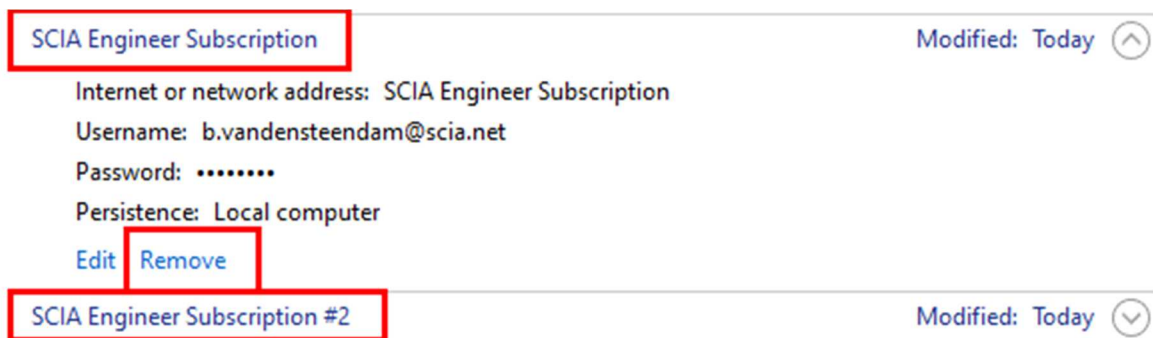 SCIA Engineer Subscription Modified: Today
Internet or network address: SCIA Engineer Subscription
Username: b.vandensteendam@scia.net
Password: ••••••••
Persistence: Local computer
Edit Remove
SCIA Engineer Subscription #2 Modified: Today